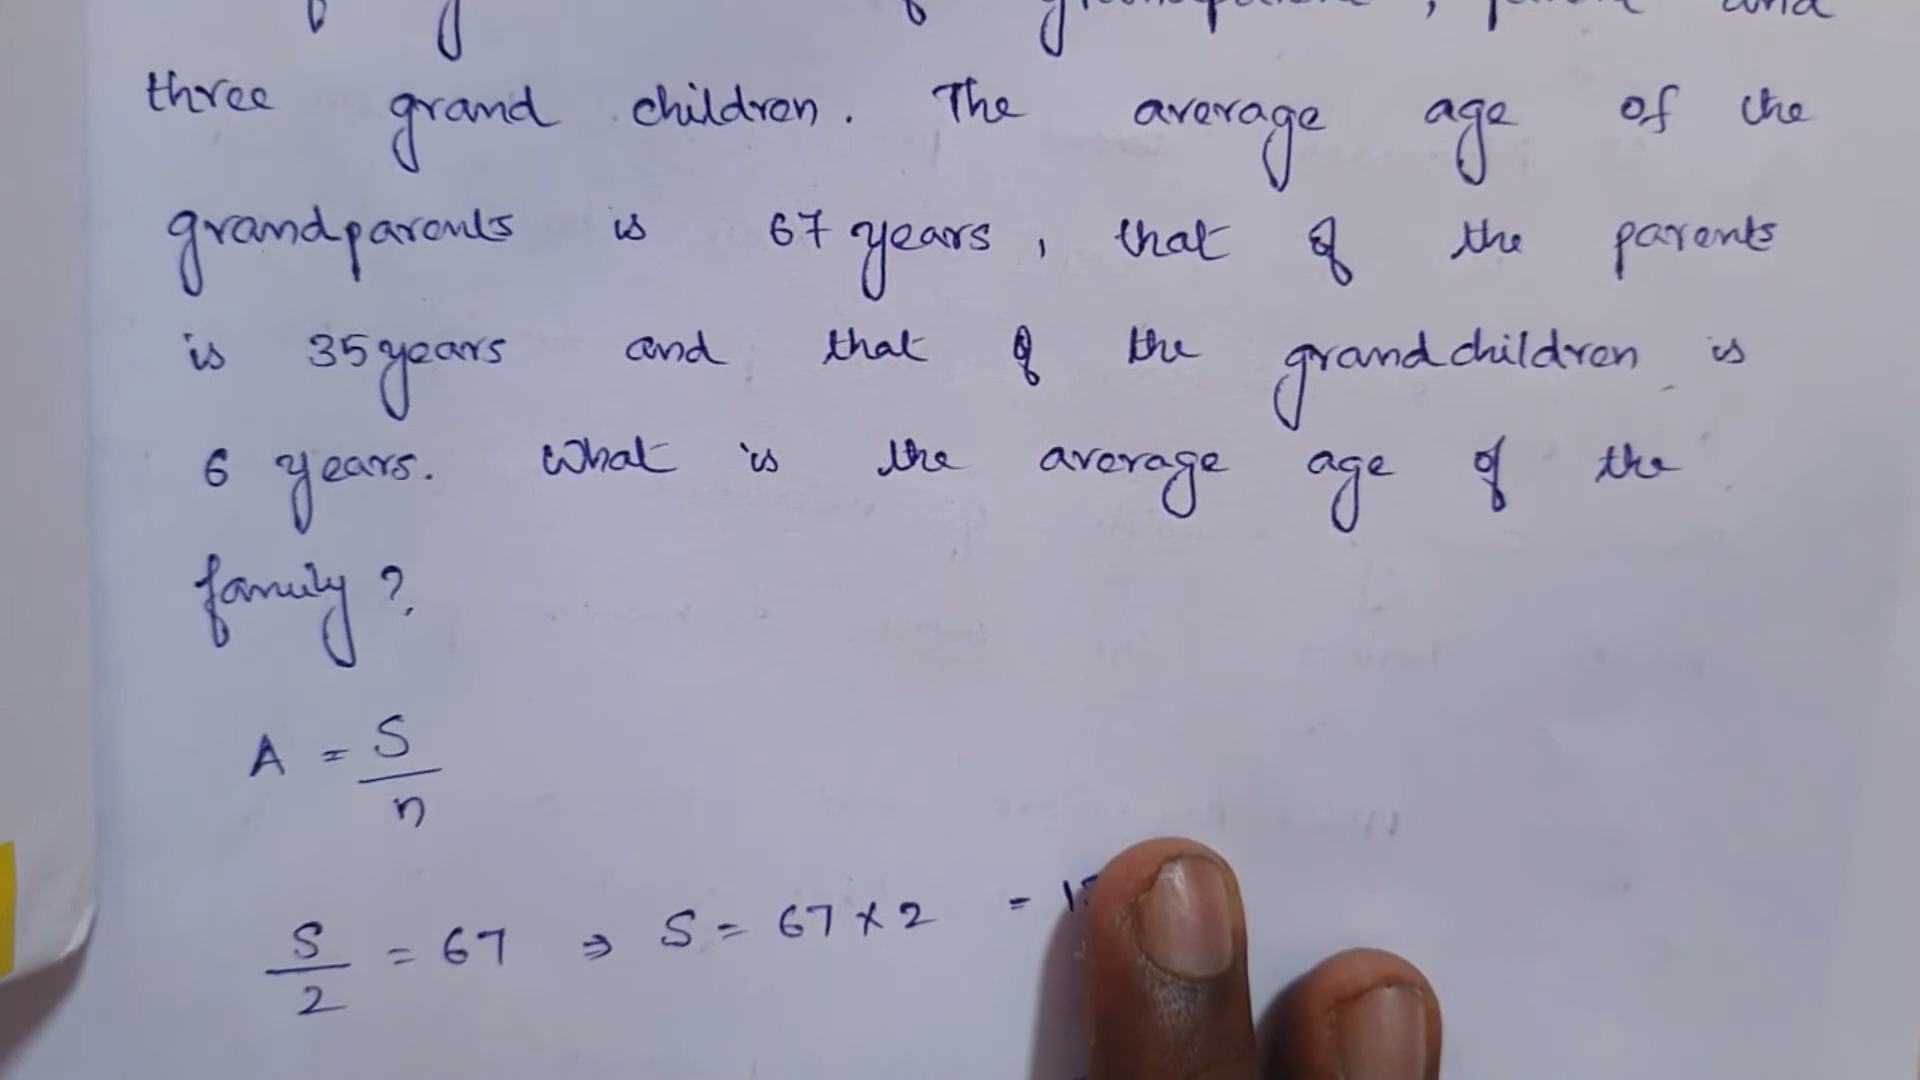 and
three grand children. The average age of the
grandparents is 67 years, that of the parents
is 35 years and that of the grandchildren is
6 years. What is the average age of the
family?
A = S/n
S/2 = 67 ⇒ S = 67 × 2 = 1